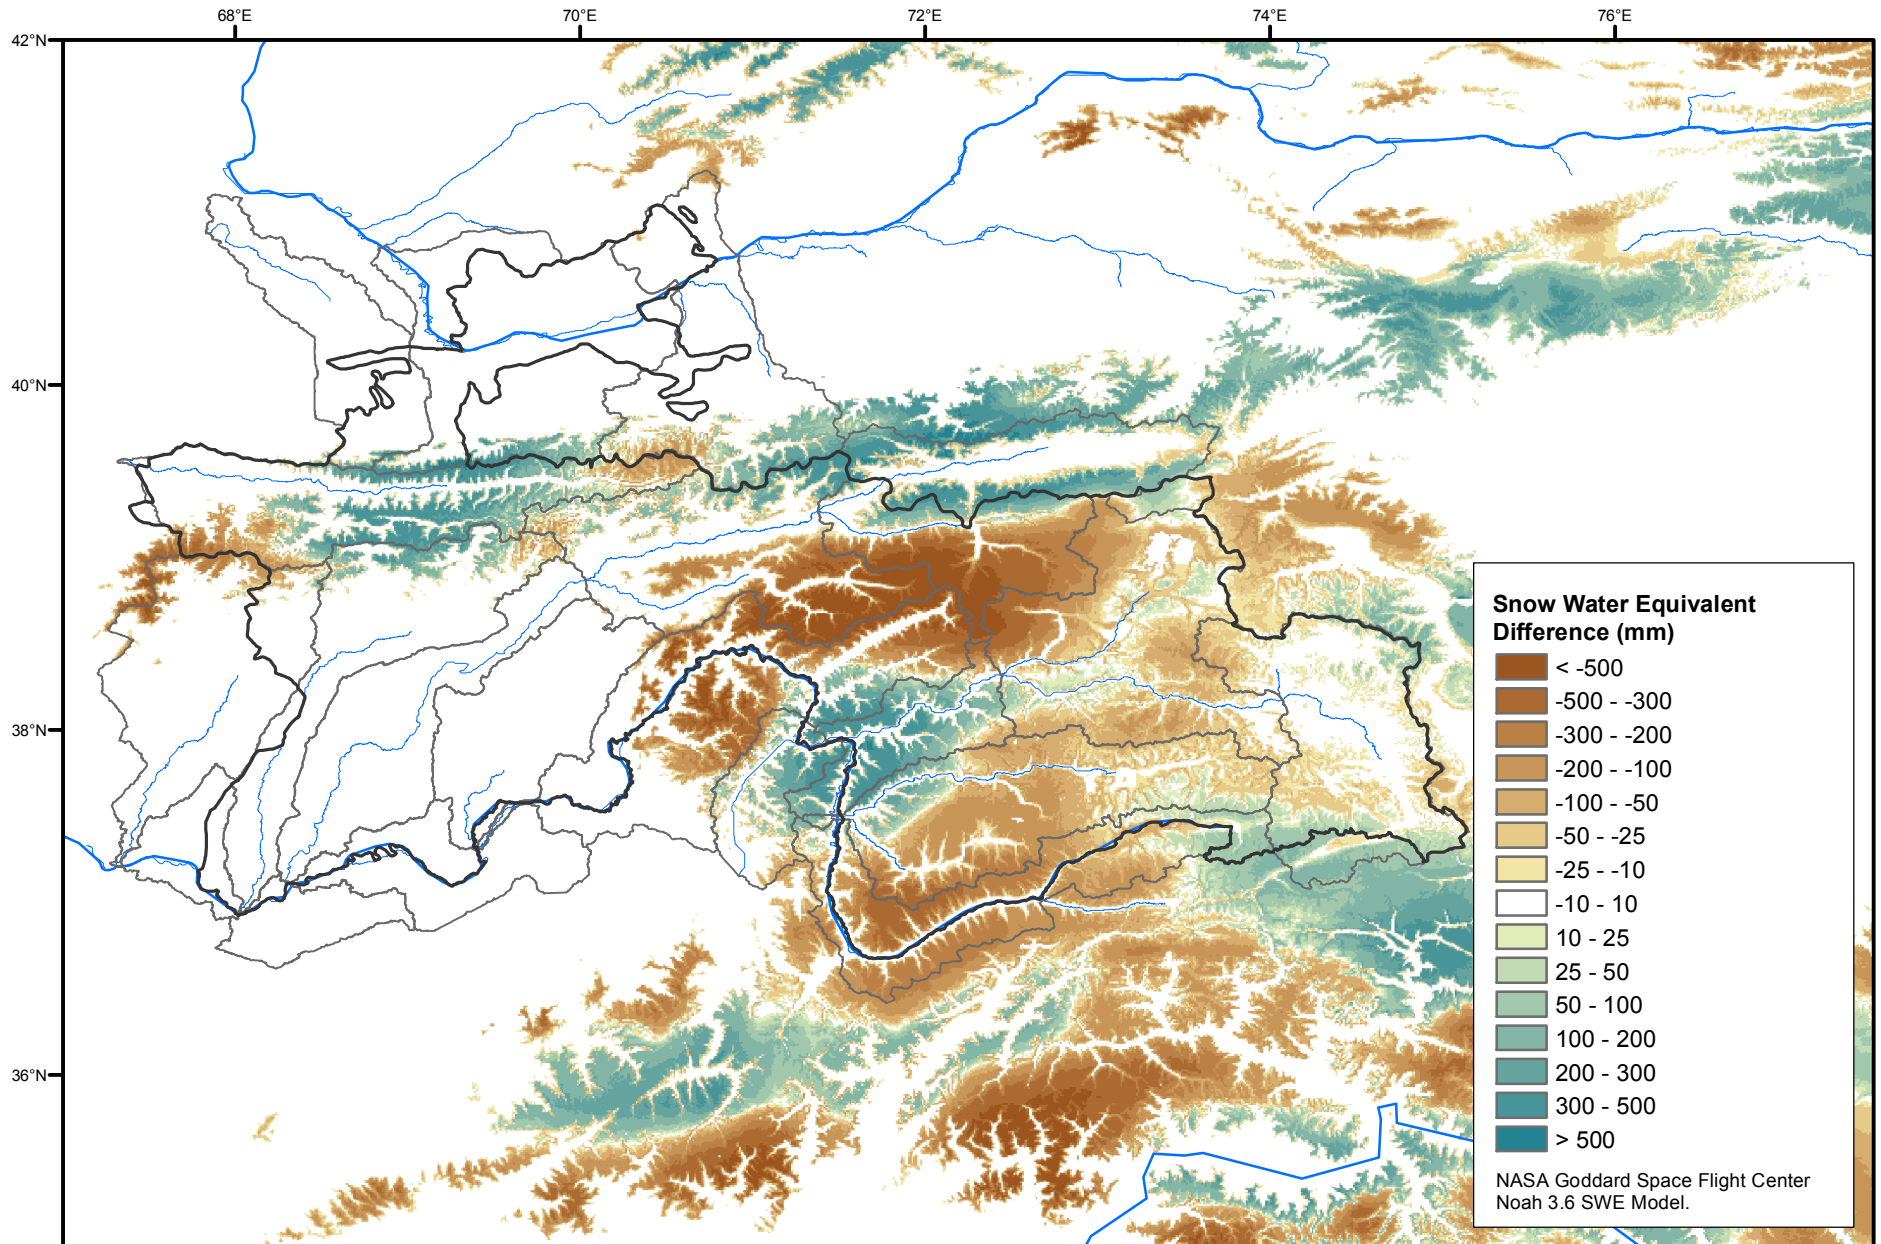 68°E 70°E 72°E 74°E 76°E
42°N
40°N
38°N
36°N
Snow Water Equivalent
Difference (mm)
< -500
-500 - -300
-300 - -200
-200 - -100
-100 - -50
-50 - -25
-25 - -10
-10 - 10
10 - 25
25 - 50
50 - 100
100 - 200
200 - 300
300 - 500
> 500
NASA Goddard Space Flight Center
Noah 3.6 SWE Model.